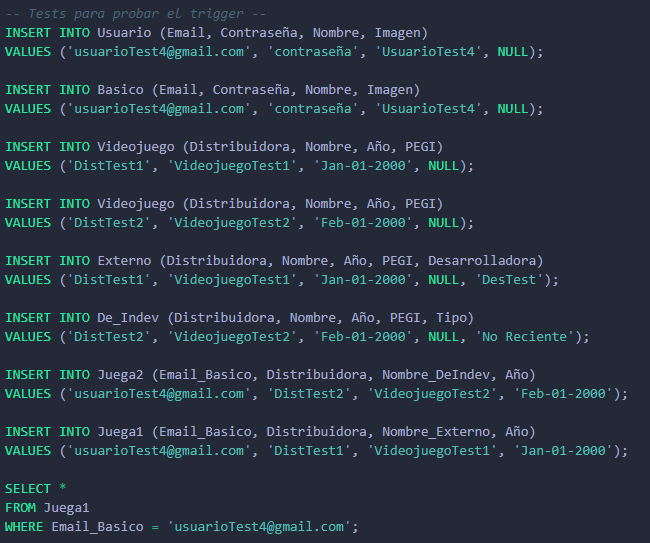 -- Tests para probar el trigger --
INSERT INTO Usuario (Email, Contraseña, Nombre, Imagen)
VALUES ('usuarioTest4@gmail.com', 'contraseña', 'UsuarioTest4', NULL);
INSERT INTO Basico (Email, Contraseña, Nombre, Imagen)
VALUES ('usuarioTest4@gmail.com', 'contraseña', 'UsuarioTest4', NULL);
INSERT INTO Videojuego (Distribuidora, Nombre, Año, PEGI)
VALUES ('DistTest1', 'VideojuegoTest1', 'Jan-01-2000', NULL);
INSERT INTO Videojuego (Distribuidora, Nombre, Año, PEGI)
VALUES ('DistTest2', 'VideojuegoTest2', 'Feb-01-2000', NULL);
INSERT INTO Externo (Distribuidora, Nombre, Año, PEGI, Desarrolladora)
VALUES ('DistTest1', 'VideojuegoTest1', 'Jan-01-2000', NULL, 'DesTest');
INSERT INTO De_Indev (Distribuidora, Nombre, Año, PEGI, Tipo)
VALUES ('DistTest2', 'VideojuegoTest2', 'Feb-01-2000', NULL, 'No Reciente');
INSERT INTO Juega2 (Email_Basico, Distribuidora, Nombre_DeIndev, Año)
VALUES ('usuarioTest4@gmail.com', 'DistTest2', 'VideojuegoTest2', 'Feb-01-2000');
INSERT INTO Juega1 (Email_Basico, Distribuidora, Nombre_Externo, Año)
VALUES ('usuarioTest4@gmail.com', 'DistTest1', 'VideojuegoTest1', 'Jan-01-2000');
SELECT *
FROM Juega1
WHERE Email_Basico = 'usuarioTest4@gmail.com';